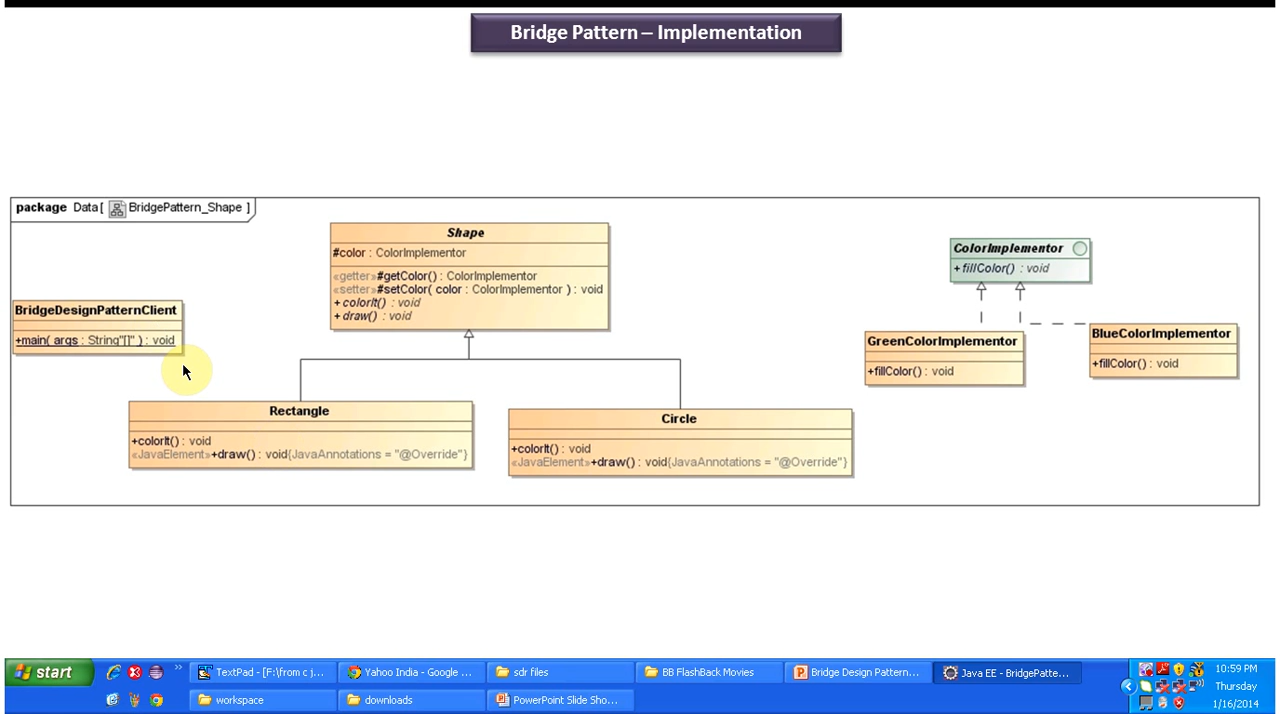 Bridge Pattern – Implementation
package Data[ BridgePattern_Shape ]
Shape
#color : ColorImplementor
«getter»#getColor() : ColorImplementor
«setter»#setColor( color : ColorImplementor ) : void
+ colorIt() : void
+ draw() : void
ColorImplementor
+ fillColor() : void
BridgeDesignPatternClient
+main( args : String"[]" ) : void
GreenColorImplementor
+fillColor() : void
BlueColorImplementor
+fillColor() : void
Rectangle
+colorIt() : void
«JavaElement»+draw() : void{JavaAnnotations = "@Override"}
Circle
+colorIt() : void
«JavaElement»+draw() : void{JavaAnnotations = "@Override"}
start
TextPad - [F:\from c j...
Yahoo India - Google ...
sdr files
BB FlashBack Movies
Bridge Design Pattern...
Java EE - BridgePatte...
10:59 PM
workspace
downloads
PowerPoint Slide Sho...
Thursday
1/16/2014